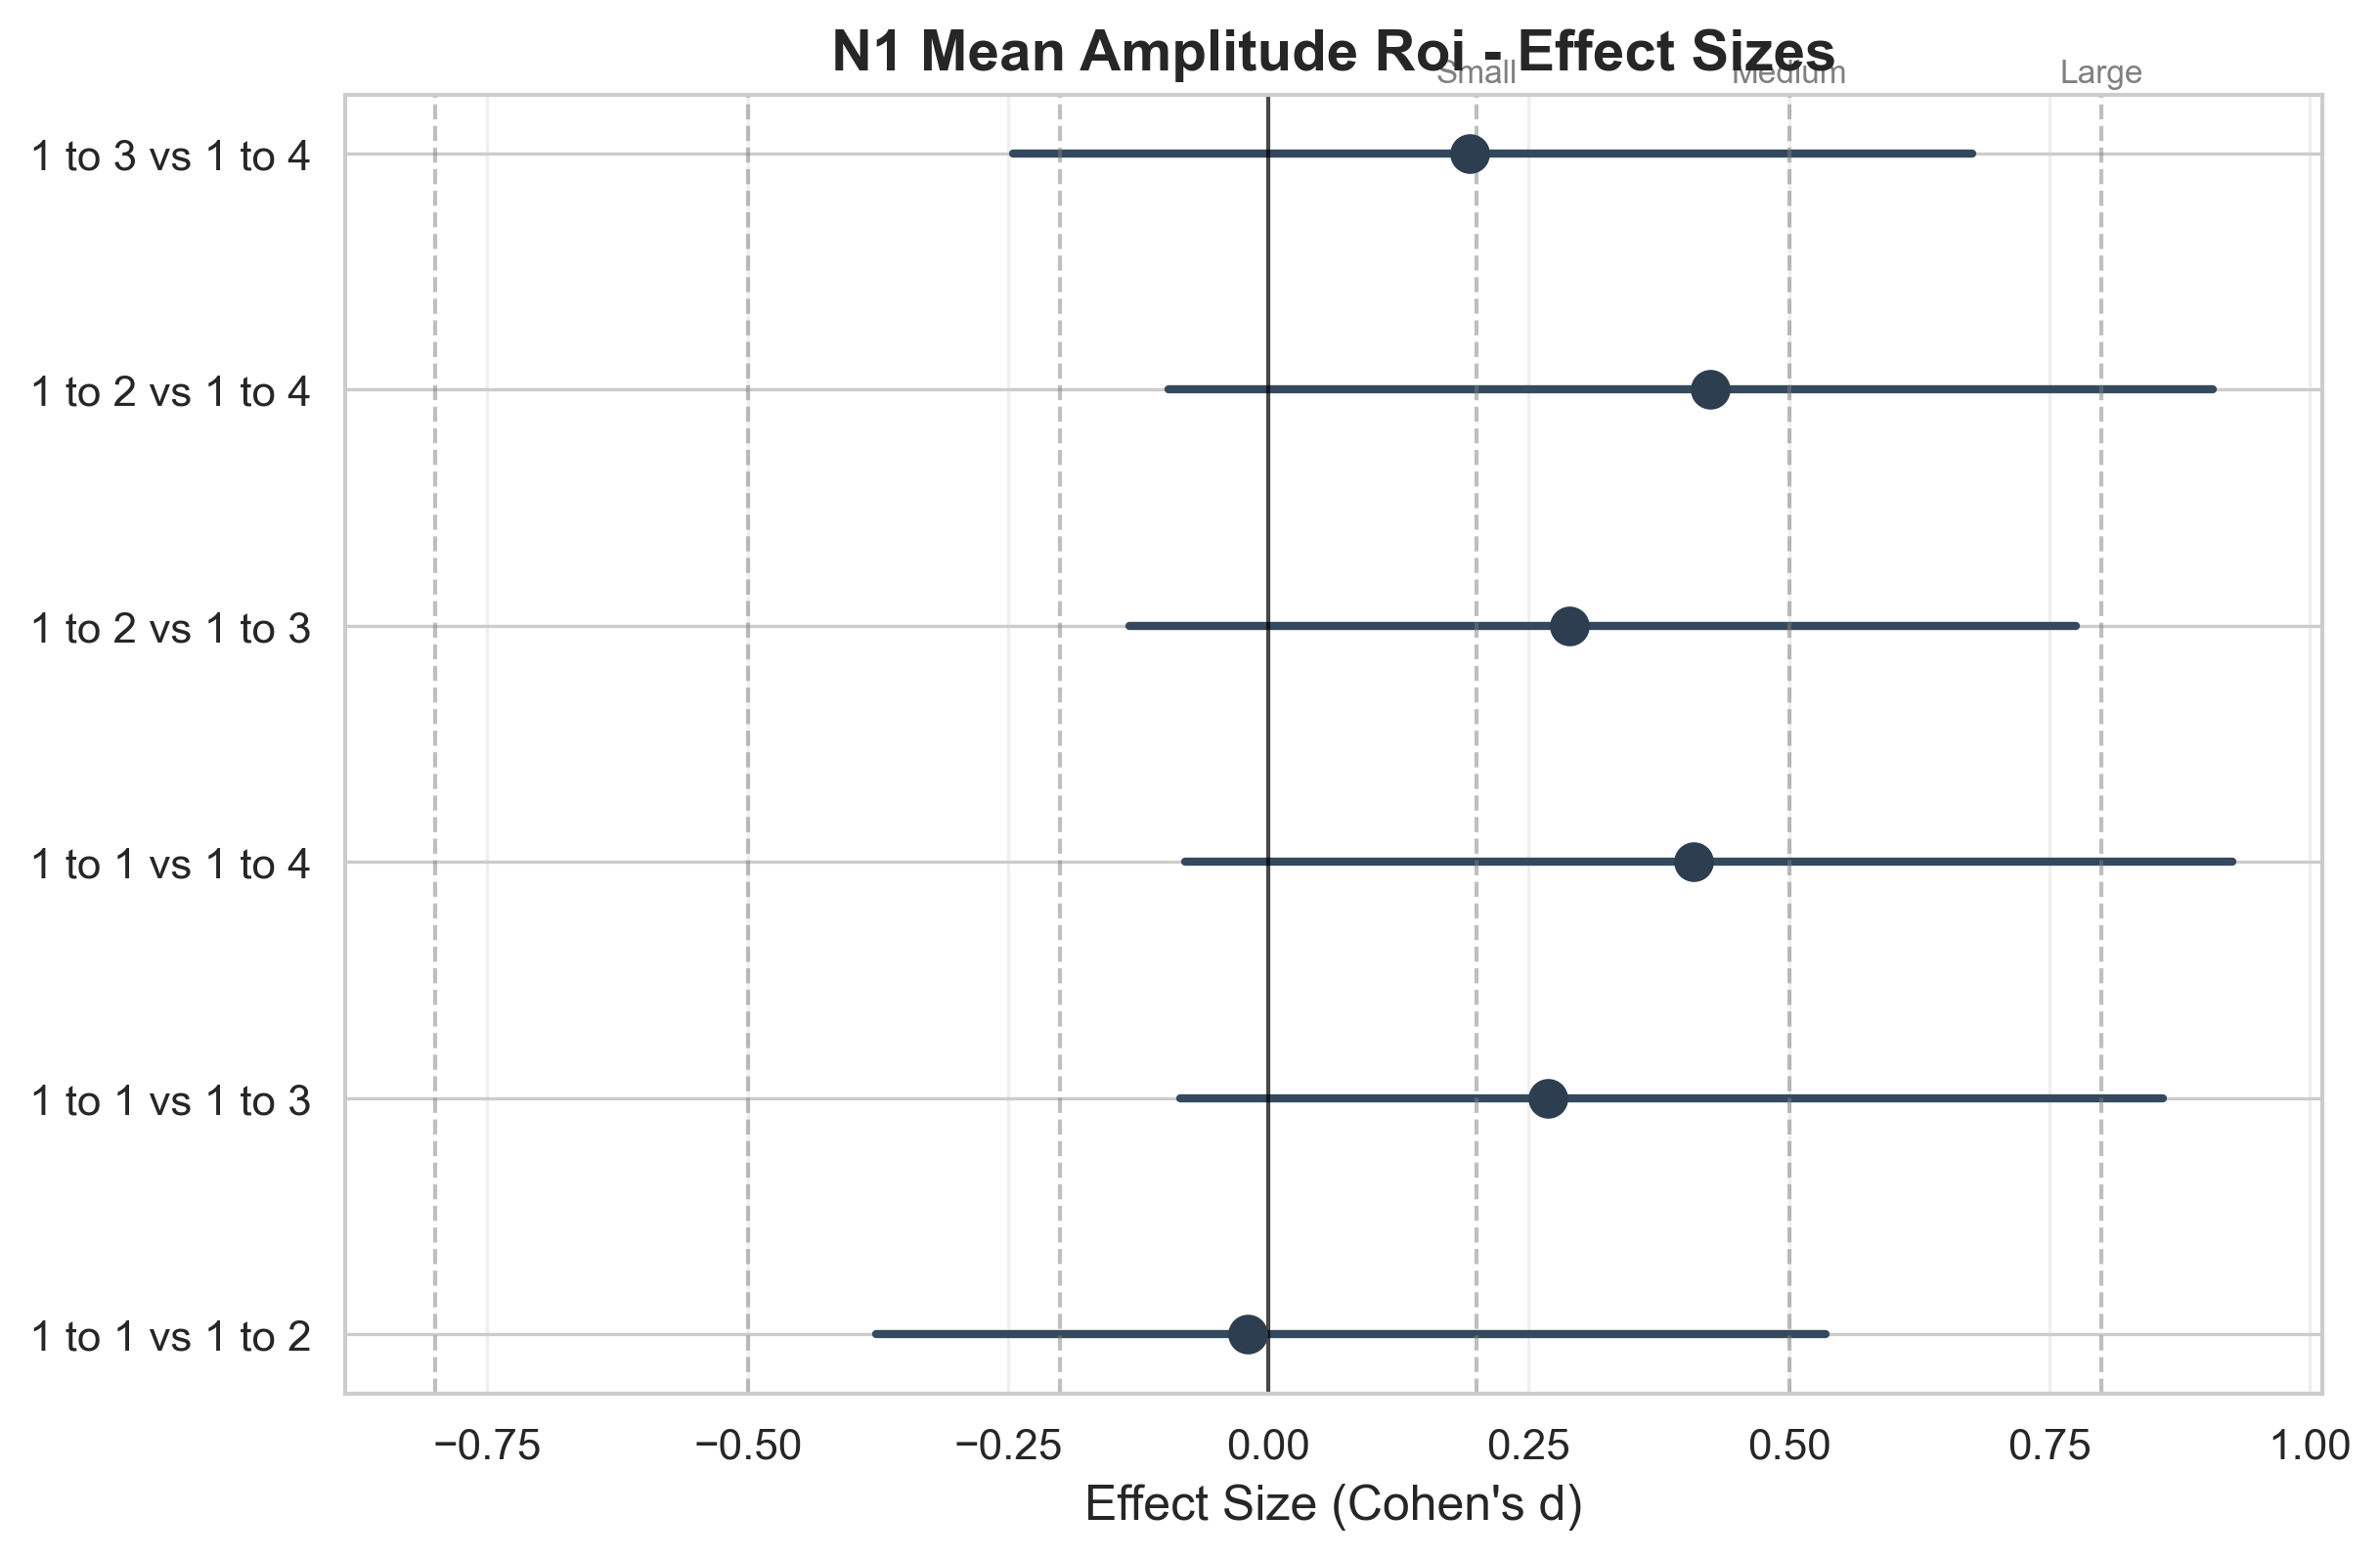 N1 Mean Amplitude Roi - Effect Sizes
Small Medium Large
1 to 3 vs 1 to 4
1 to 2 vs 1 to 4
1 to 2 vs 1 to 3
1 to 1 vs 1 to 4
1 to 1 vs 1 to 3
1 to 1 vs 1 to 2
−0.75 −0.50 −0.25 0.00 0.25 0.50 0.75 1.00
Effect Size (Cohen's d)